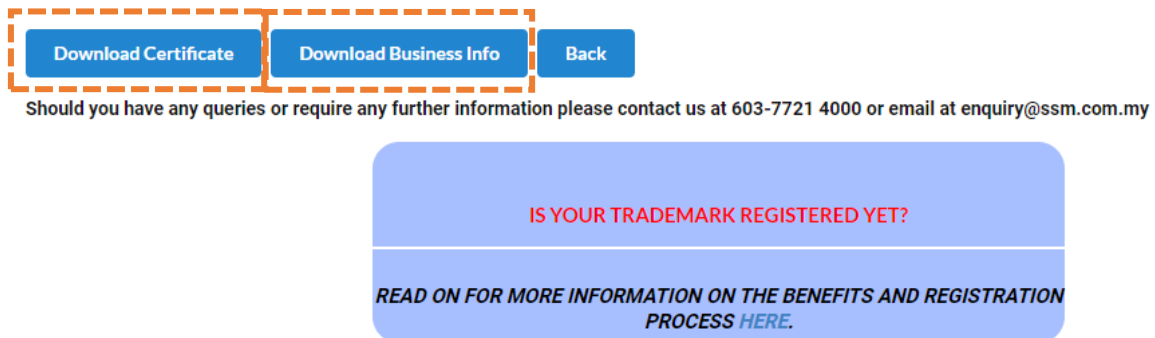 Download Certificate Download Business Info Back
Should you have any queries or require any further information please contact us at 603-7721 4000 or email at enquiry@ssm.com.my
IS YOUR TRADEMARK REGISTERED YET?
READ ON FOR MORE INFORMATION ON THE BENEFITS AND REGISTRATION
PROCESS HERE.